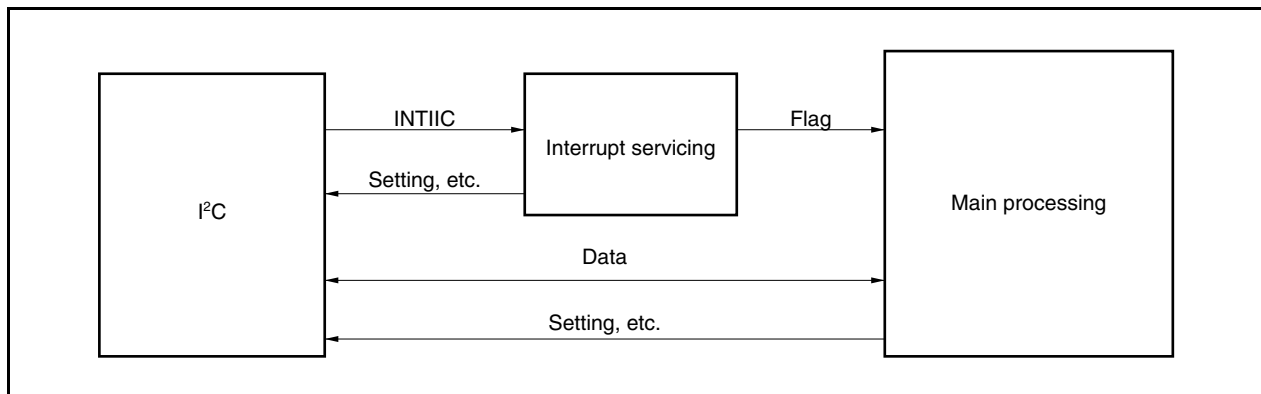 INTIIC
Flag
Interrupt servicing
Setting, etc.
I²C
Main processing
Data
Setting, etc.